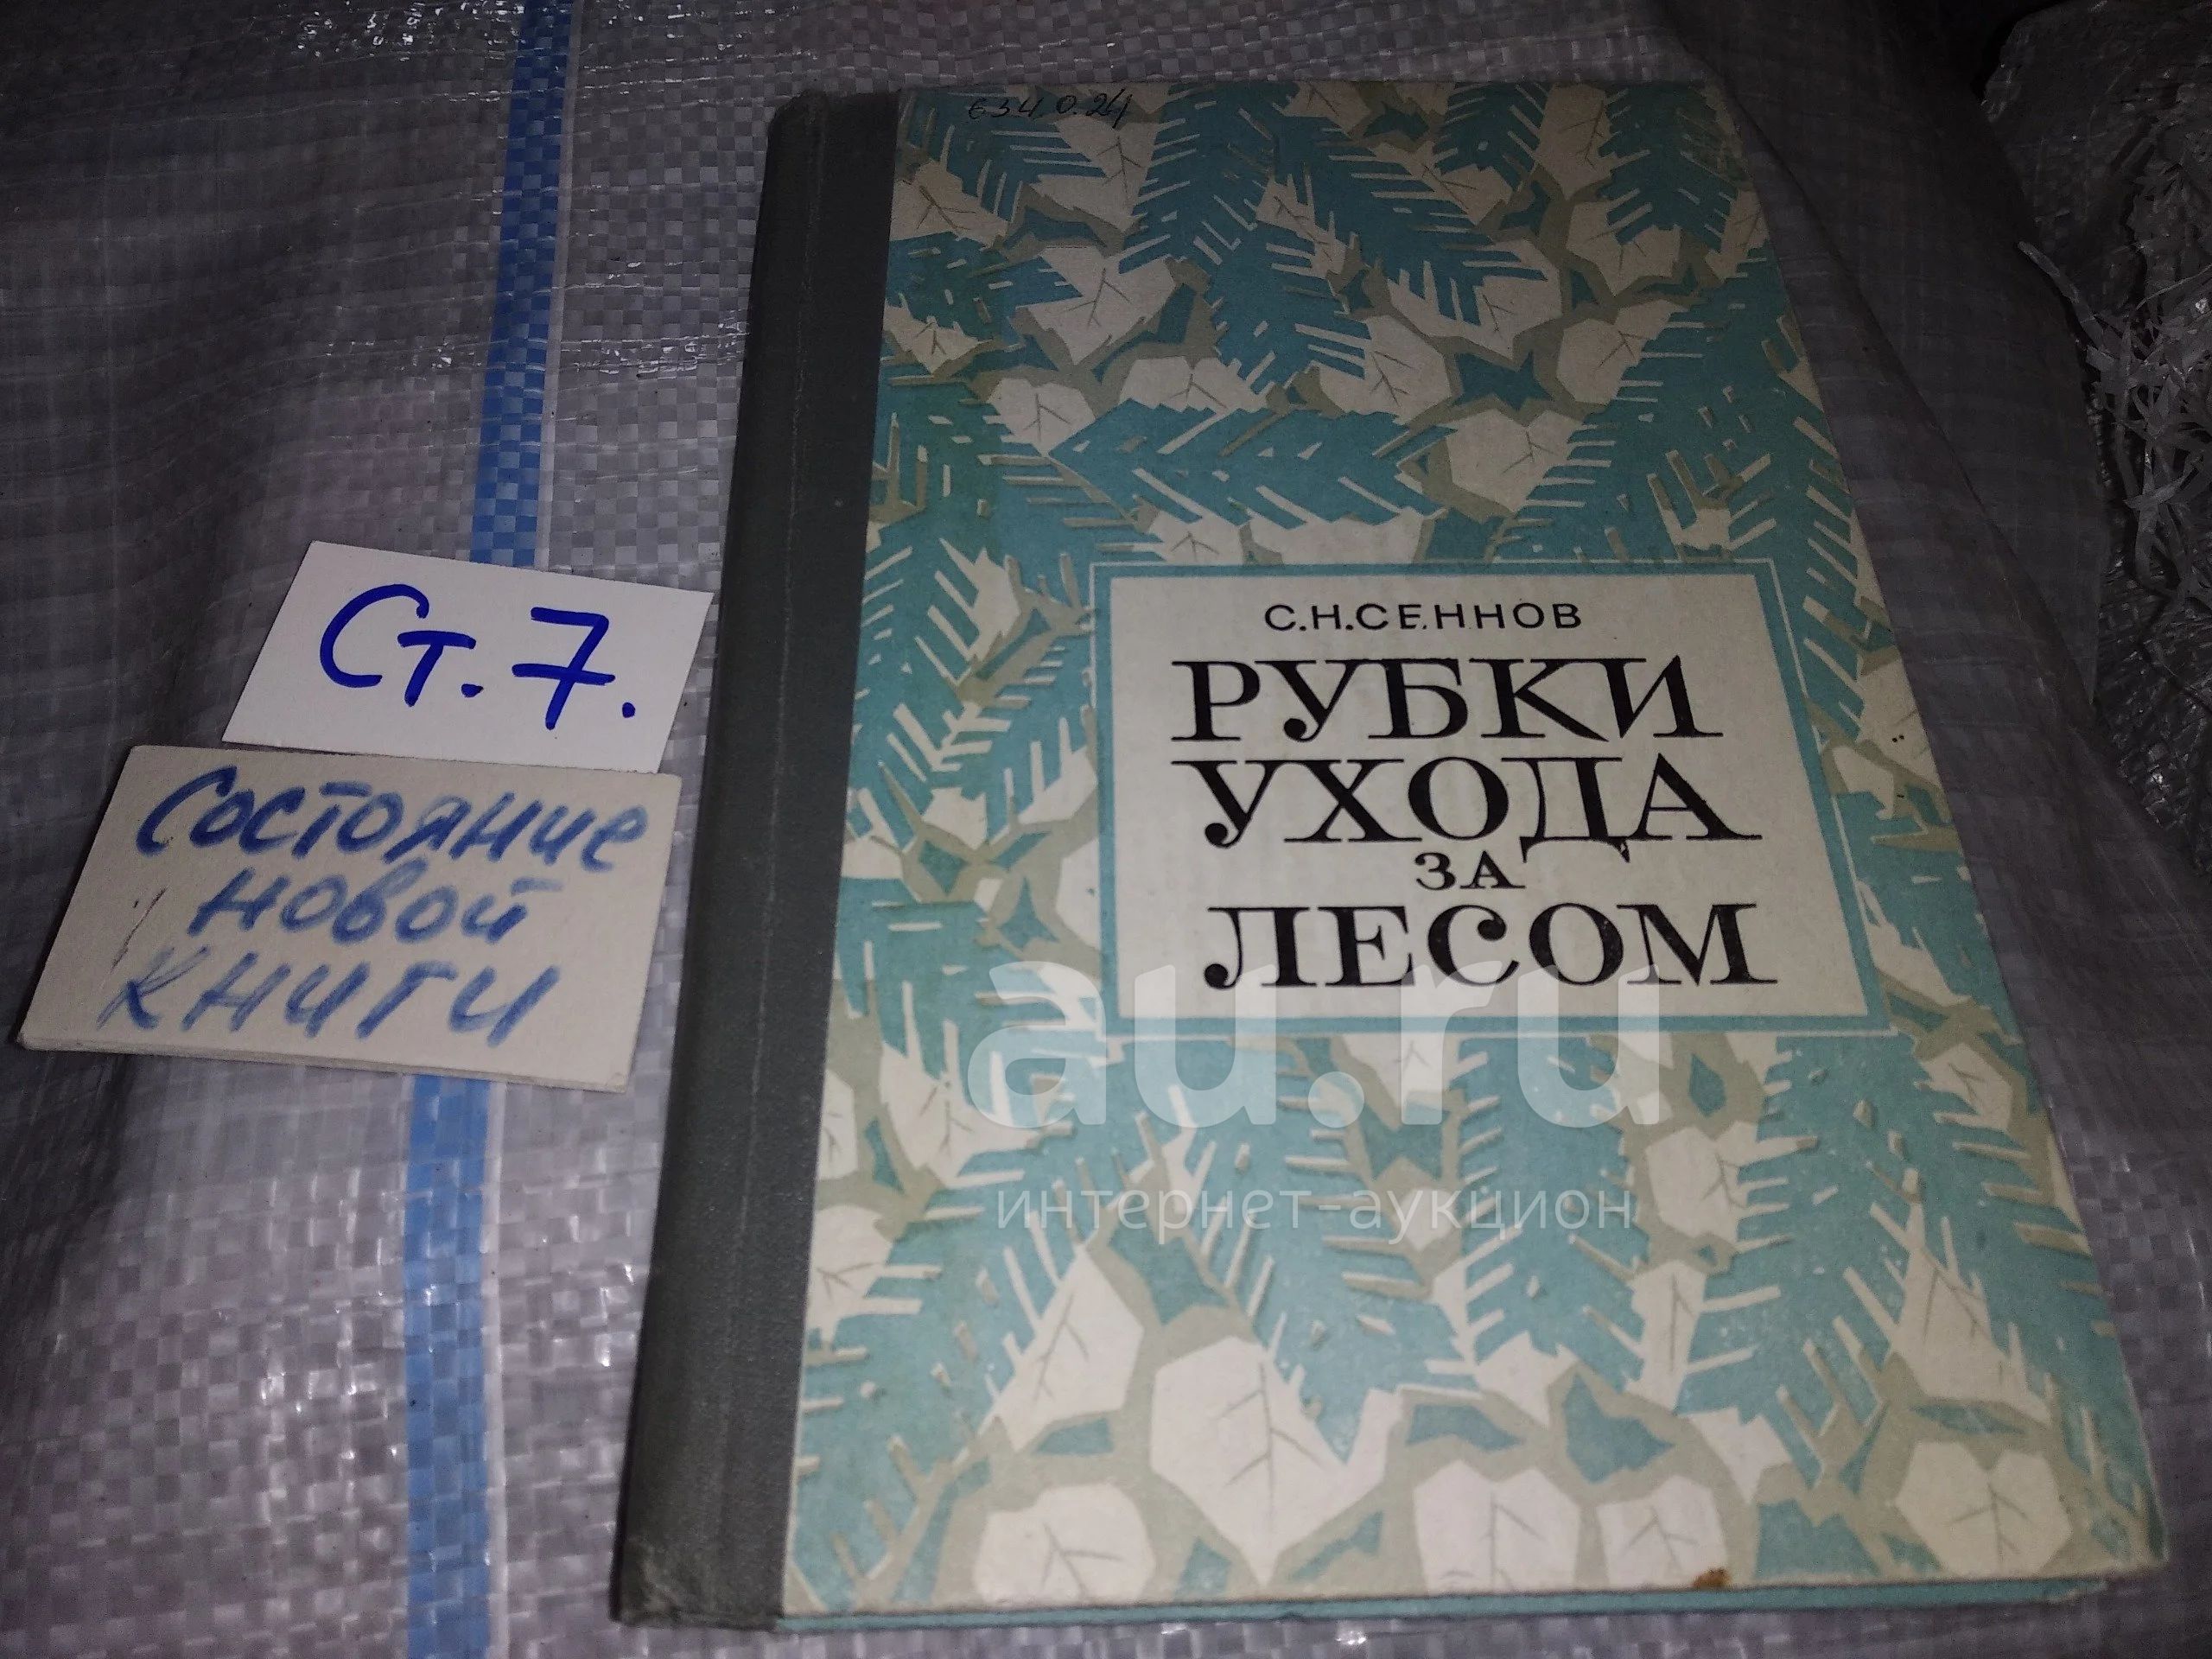 634.0.24
С.Н.СЕННОВ
РУБКИ
УХОДА
ЗА
ЛЕСОМ
Ст.7.
Состояние
новой
книги
au.ru
интернет-аукцион